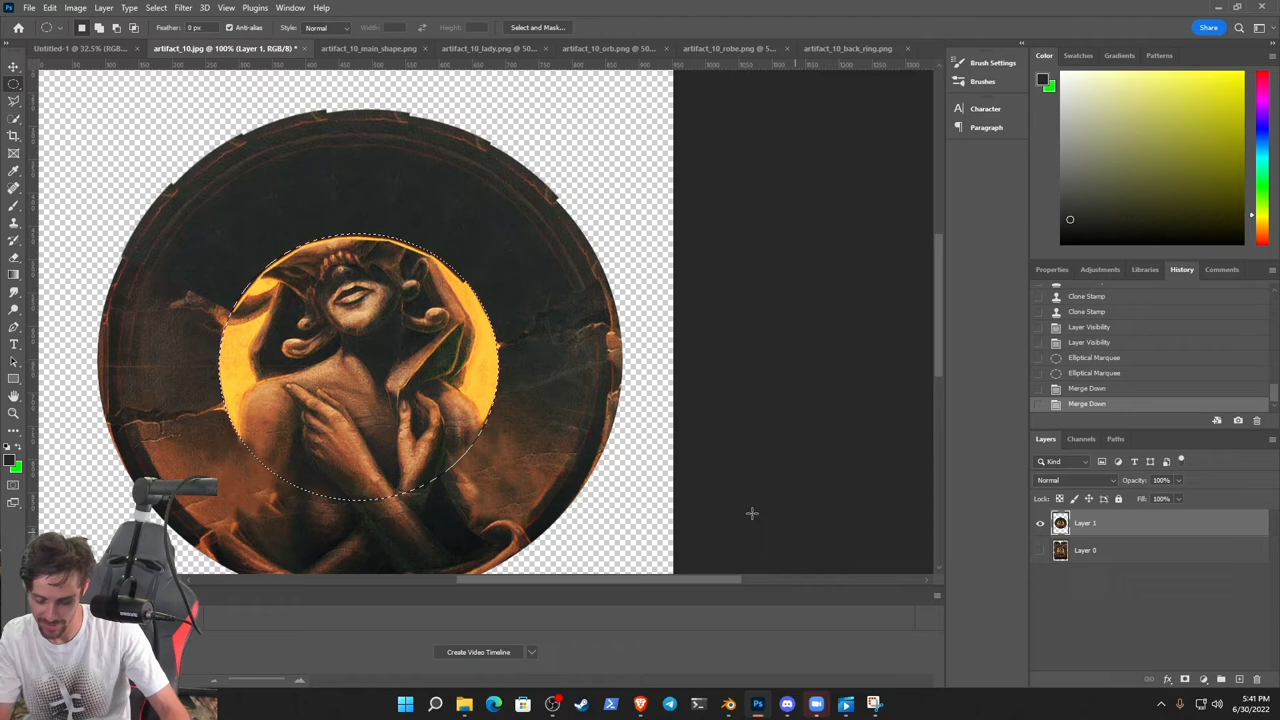 File Edit Image Layer Type Select Filter 3D View Plugins Window Help
Feather: 0 px Anti-alias Style: Normal Width: Height: Select and Mask... Share
Untitled-1 @ 32.5% (RGB... × artifact_10.jpg @ 100% (Layer 1, RGB/8) * × artifact_10_main_shape.png × artifact_10_lady.png @ 50... × artifact_10_orb.png @ 50... × artifact_10_robe.png @ 5... × artifact_10_back_ring.png ×
Brush Settings
Brushes
Character
Paragraph
Color Swatches Gradients Patterns
Properties Adjustments Libraries History Comments
Clone Stamp
Clone Stamp
Layer Visibility
Layer Visibility
Elliptical Marquee
Elliptical Marquee
Merge Down
Merge Down
Layers Channels Paths
Kind
Normal Opacity: 100%
Lock: Fill: 100%
Layer 1
Layer 0
Create Video Timeline
5:41 PM
6/30/2022